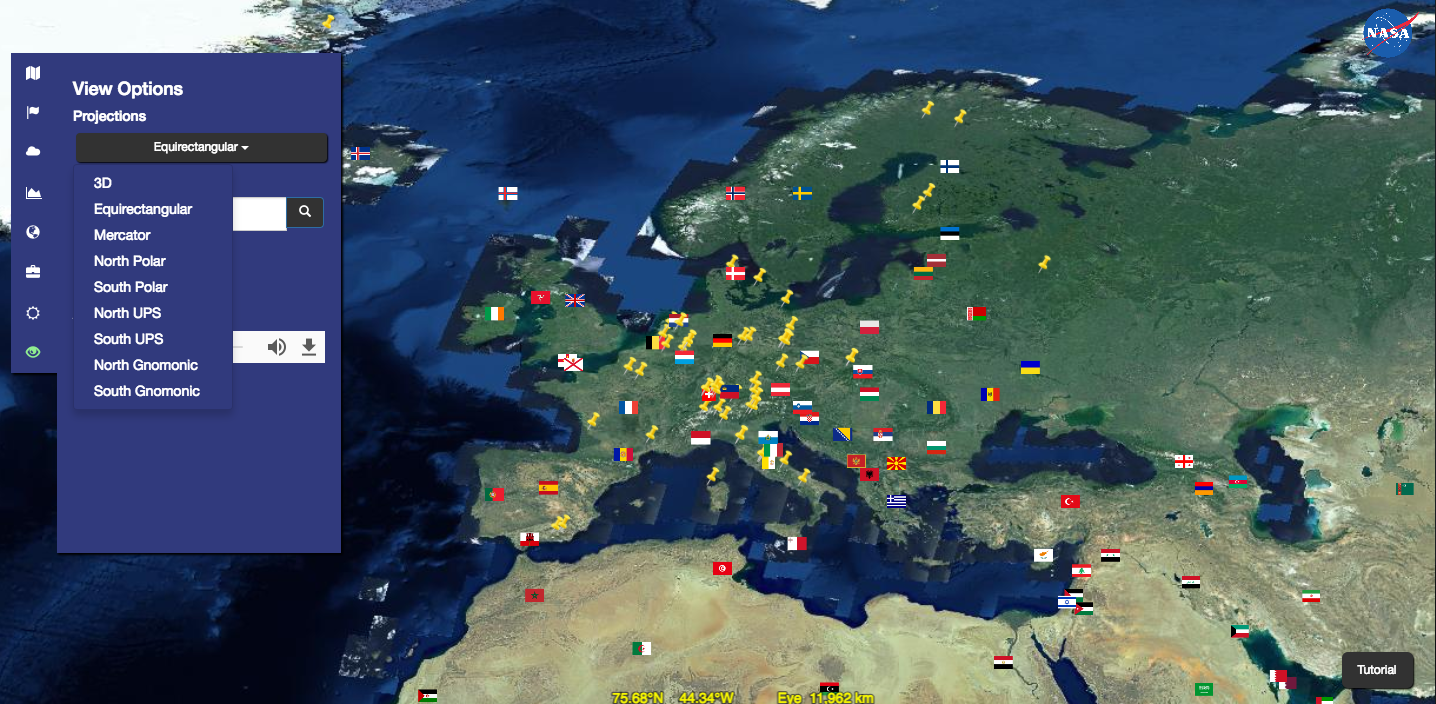 NASA
View Options
Projections
Equirectangular
3D
Equirectangular
Mercator
North Polar
South Polar
North UPS
South UPS
North Gnomonic
South Gnomonic
Tutorial
75.68°N 44.34°W Eye 11,962 km